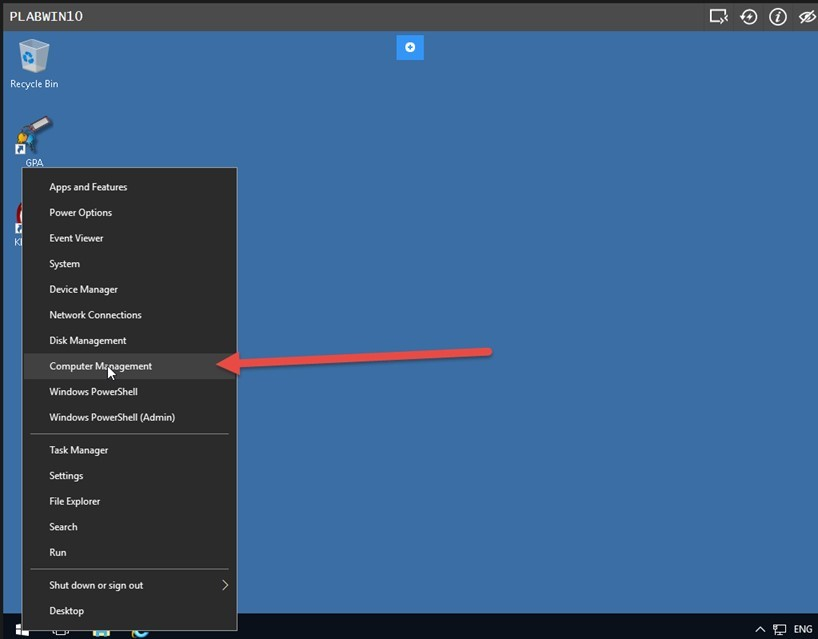 PLABWIN10
Recycle Bin
GPA
Apps and Features
Power Options
Event Viewer
System
Device Manager
Network Connections
Disk Management
Computer Management
Windows PowerShell
Windows PowerShell (Admin)
Task Manager
Settings
File Explorer
Search
Run
Shut down or sign out
Desktop
ENG